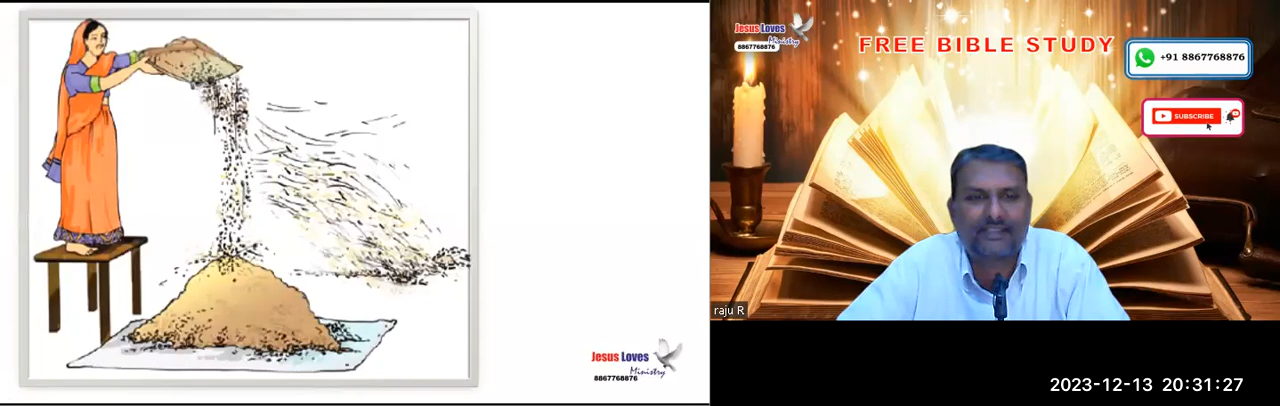 Jesus Loves
Ministry
8867768876
Jesus Loves
Ministry
8867768876
FREE BIBLE STUDY
+91 8867768876
SUBSCRIBE
raju R
2023-12-13 20:31:27